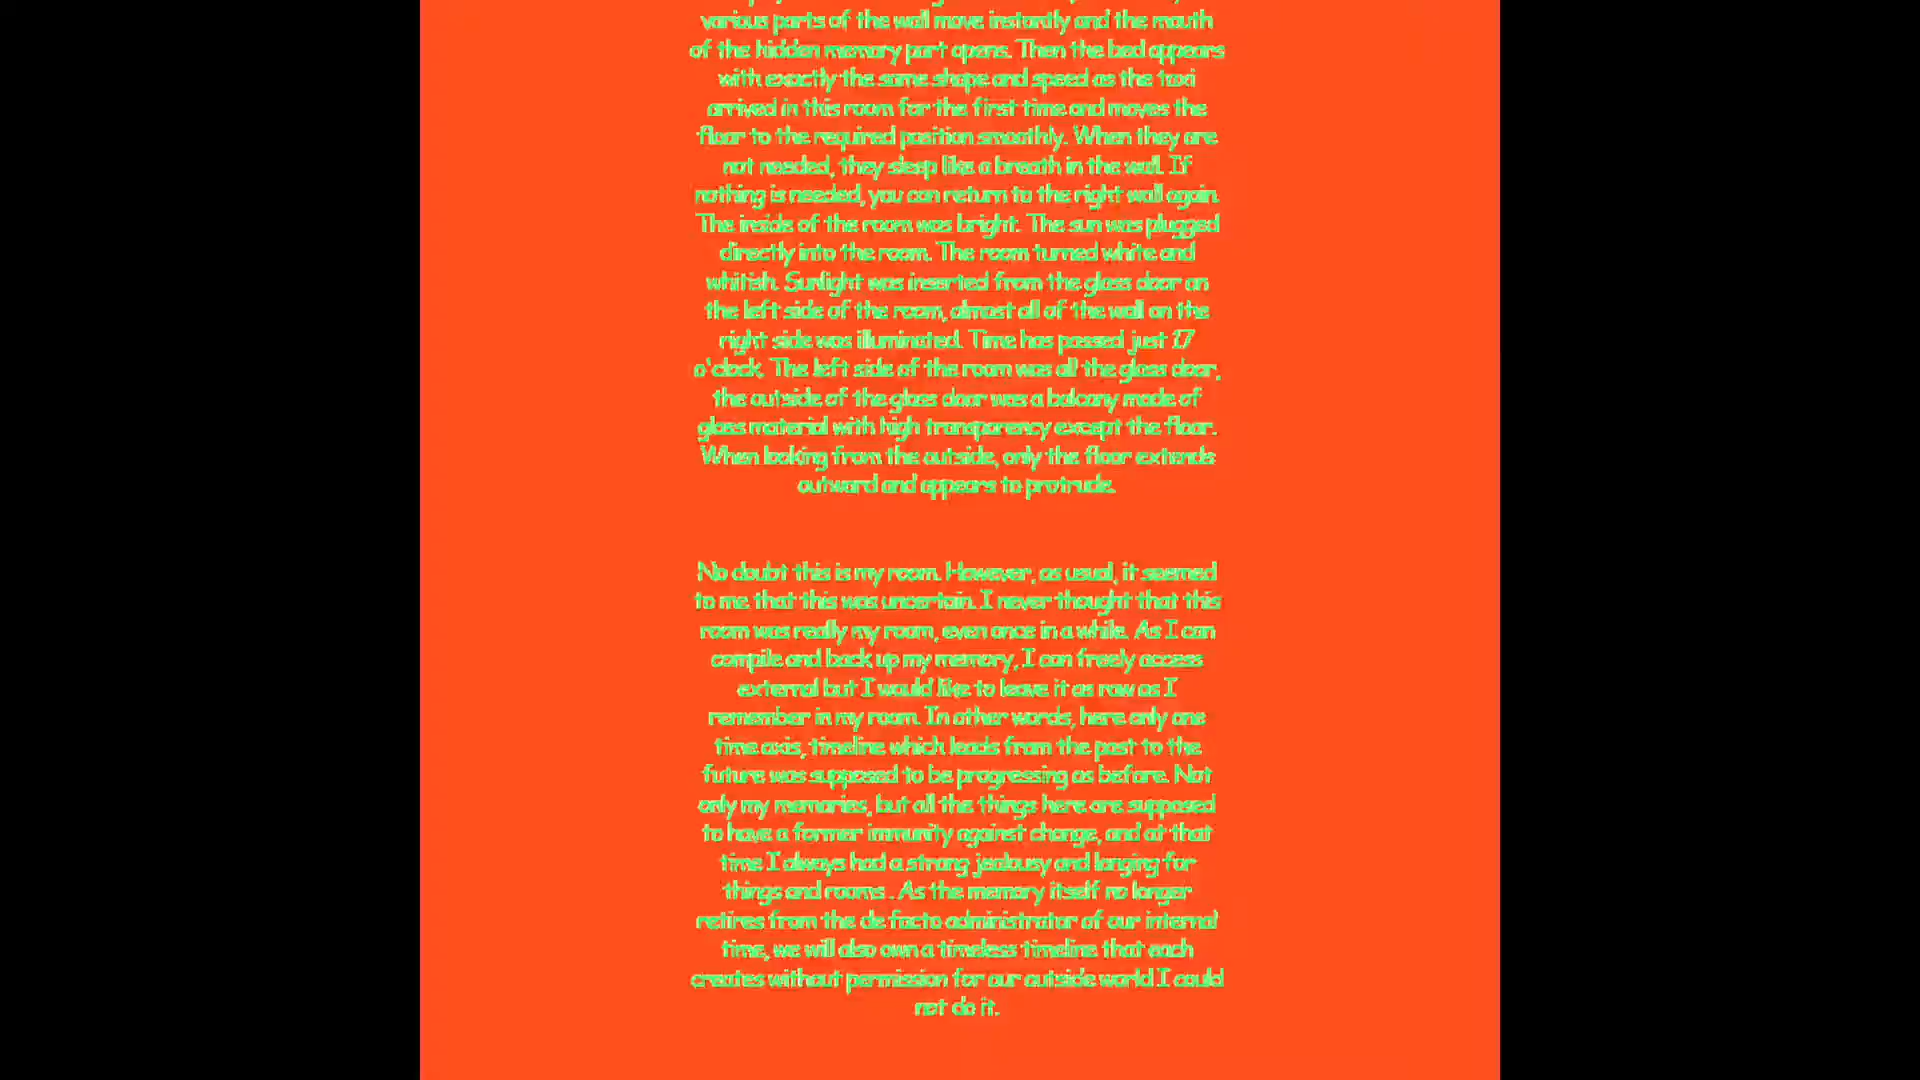 various parts of the wall move instantly and the mouth
of the hidden memory part opens. Then the bed appears
with exactly the same shape and speed as the taxi
arrived in this room for the first time and moves the
floor to the required position smoothly. When they are
not needed, they sleep like a breath in the wall. If
nothing is needed, you can return to the right wall again.
The inside of the room was bright. The sun was plugged
directly into the room. The room turned white and
whitish. Sunlight was inserted from the glass door on
the left side of the room, almost all of the wall on the
right side was illuminated. Time has passed just 17
o'clock. The left side of the room was all the glass door,
the outside of the glass door was a balcony made of
glass material with high transparency except the floor.
When looking from the outside, only the floor extends
outward and appears to protrude.
No doubt this is my room. However, as usual, it seemed
to me that this was uncertain. I never thought that this
room was really my room, even once in a while. As I can
compile and back up my memory, I can freely access
external but I would like to leave it as raw as I
remember in my room. In other words, here only one
time axis, timeline which leads from the past to the
future was supposed to be progressing as before. Not
only my memories, but all the things here are supposed
to have a former immunity against change, and at that
time I always had a strong jealousy and longing for
things and rooms . As the memory itself no longer
retires from the de facto administrator of our internal
time, we will also own a timeless timeline that each
creates without permission for our outside world I could
not do it.